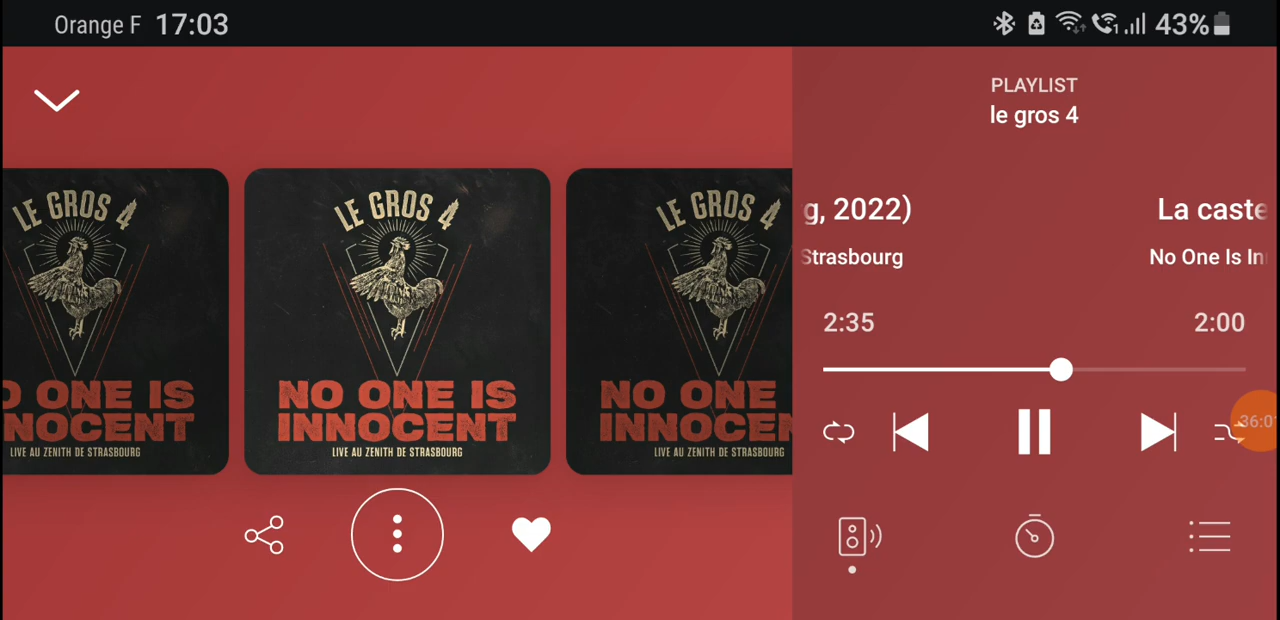 Orange F 17:03
43%
PLAYLIST
le gros 4
LE GROS 4
NO ONE IS
INNOCENT
LIVE AU ZENITH DE STRASBOURG
LE GROS 4
NO ONE IS
INNOCENT
LIVE AU ZENITH DE STRASBOURG
LE GROS 4
NO ONE
INNOCEN
LIVE AU ZENITH DE STRASBOURG
g, 2022)
La caste
Strasbourg
No One Is In
2:35
2:00
36:0